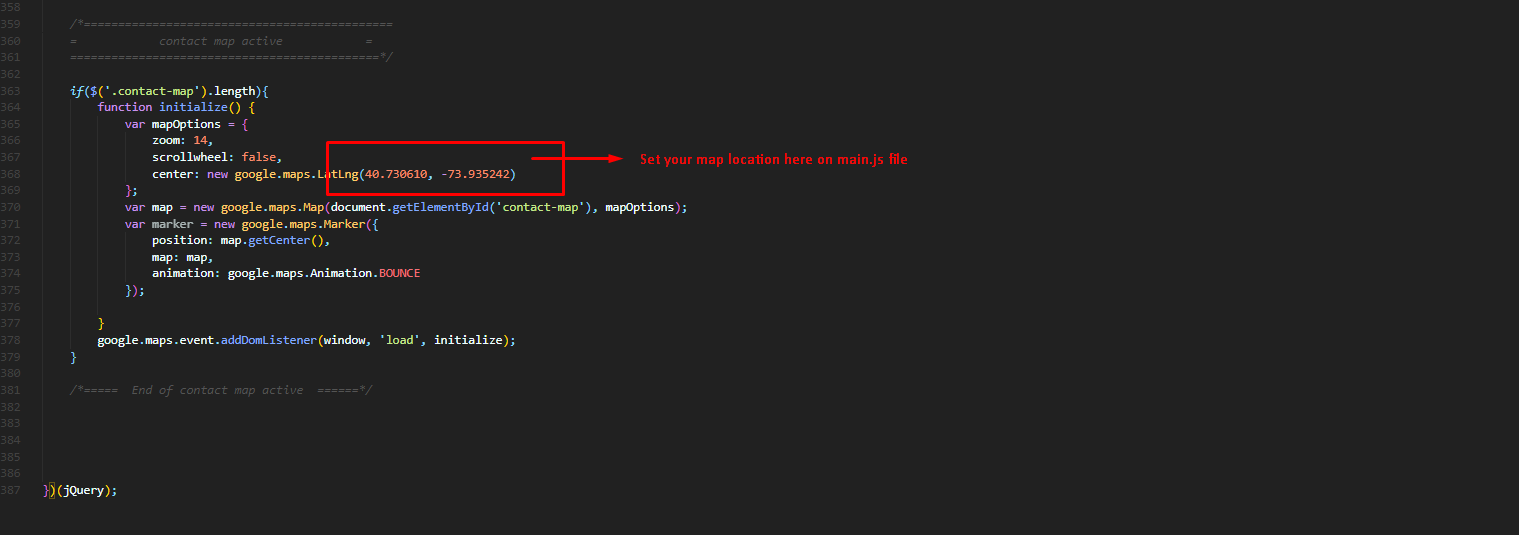 358
359 /*=============================================
360 = contact map active =
361 =============================================*/
362
363 if($('.contact-map').length){
364 function initialize() {
365 var mapOptions = {
366 zoom: 14,
367 scrollwheel: false,
368 center: new google.maps.LatLng(40.730610, -73.935242)
Set your map location here on main.js file
369 };
370 var map = new google.maps.Map(document.getElementById('contact-map'), mapOptions);
371 var marker = new google.maps.Marker({
372 position: map.getCenter(),
373 map: map,
374 animation: google.maps.Animation.BOUNCE
375 });
376
377 }
378 google.maps.event.addDomListener(window, 'load', initialize);
379 }
380
381 /*===== End of contact map active ======*/
382
383
384
385
386
387 })(jQuery);